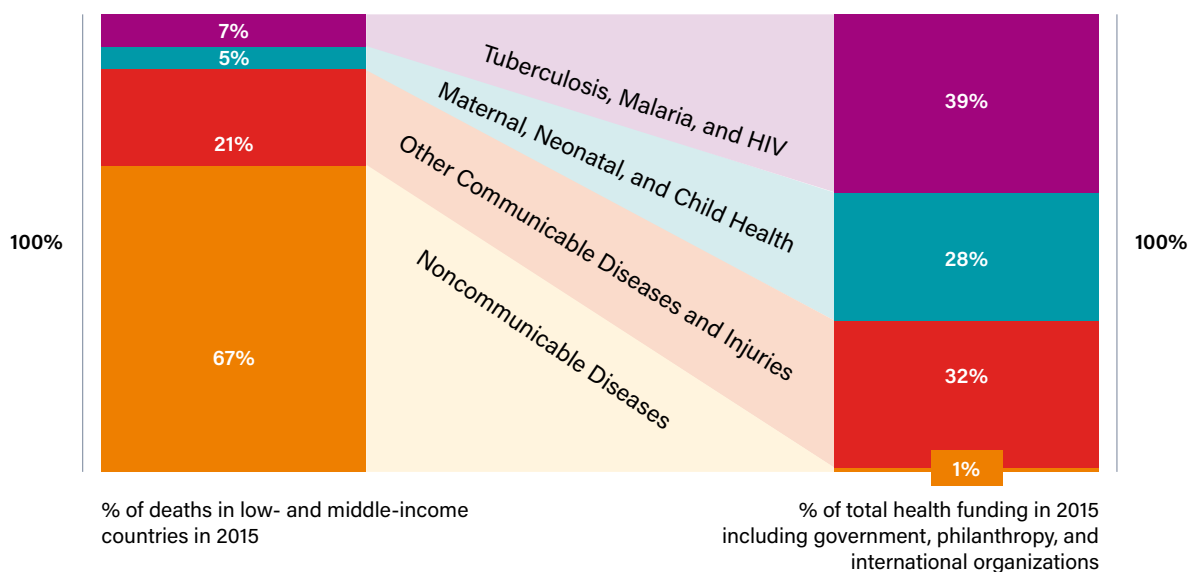 7%
5%
21%
67%
100%
Tuberculosis, Malaria, and HIV
Maternal, Neonatal, and Child Health
Other Communicable Diseases and Injuries
Noncommunicable Diseases
39%
28%
32%
1%
100%
% of deaths in low- and middle-income
countries in 2015
% of total health funding in 2015
including government, philanthropy, and
international organizations